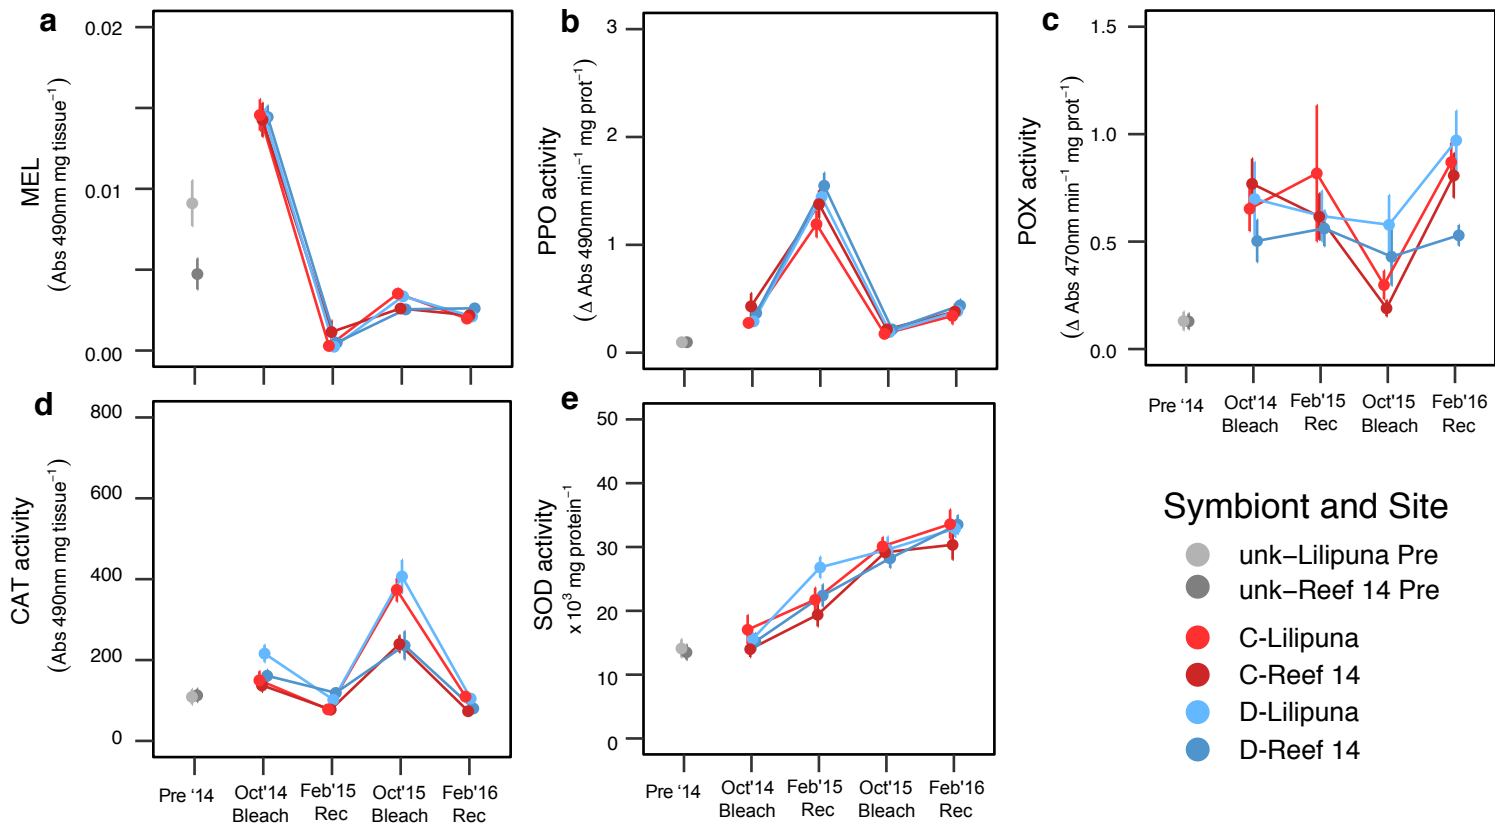 a
0.02
0.01
0.00
MEL
(Abs 490nm mg tissue⁻¹)
b
3
2
1
0
PPO activity
(Δ Abs 490nm min⁻¹ mg prot⁻¹)
c
1.5
1.0
0.5
0.0
POX activity
(Δ Abs 470nm min⁻¹ mg prot⁻¹)
Pre ‘14
Oct'14
Bleach
Feb'15
Rec
Oct'15
Bleach
Feb'16
Rec
d
800
600
400
200
0
CAT activity
(Abs 490nm mg tissue⁻¹)
Pre ‘14
Oct'14
Bleach
Feb'15
Rec
Oct'15
Bleach
Feb'16
Rec
e
50
40
30
20
10
0
SOD activity
x 10³ mg protein⁻¹
Pre ‘14
Oct'14
Bleach
Feb'15
Rec
Oct'15
Bleach
Feb'16
Rec
Symbiont and Site
unk−Lilipuna Pre
unk−Reef 14 Pre
C-Lilipuna
C-Reef 14
D-Lilipuna
D-Reef 14